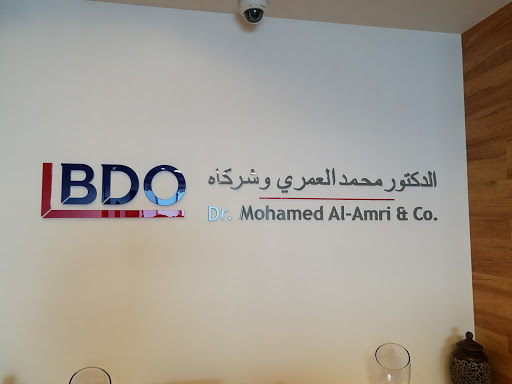 BDO
الدكتور محمد العمري وشركاه
Dr. Mohamed Al-Amri & Co.